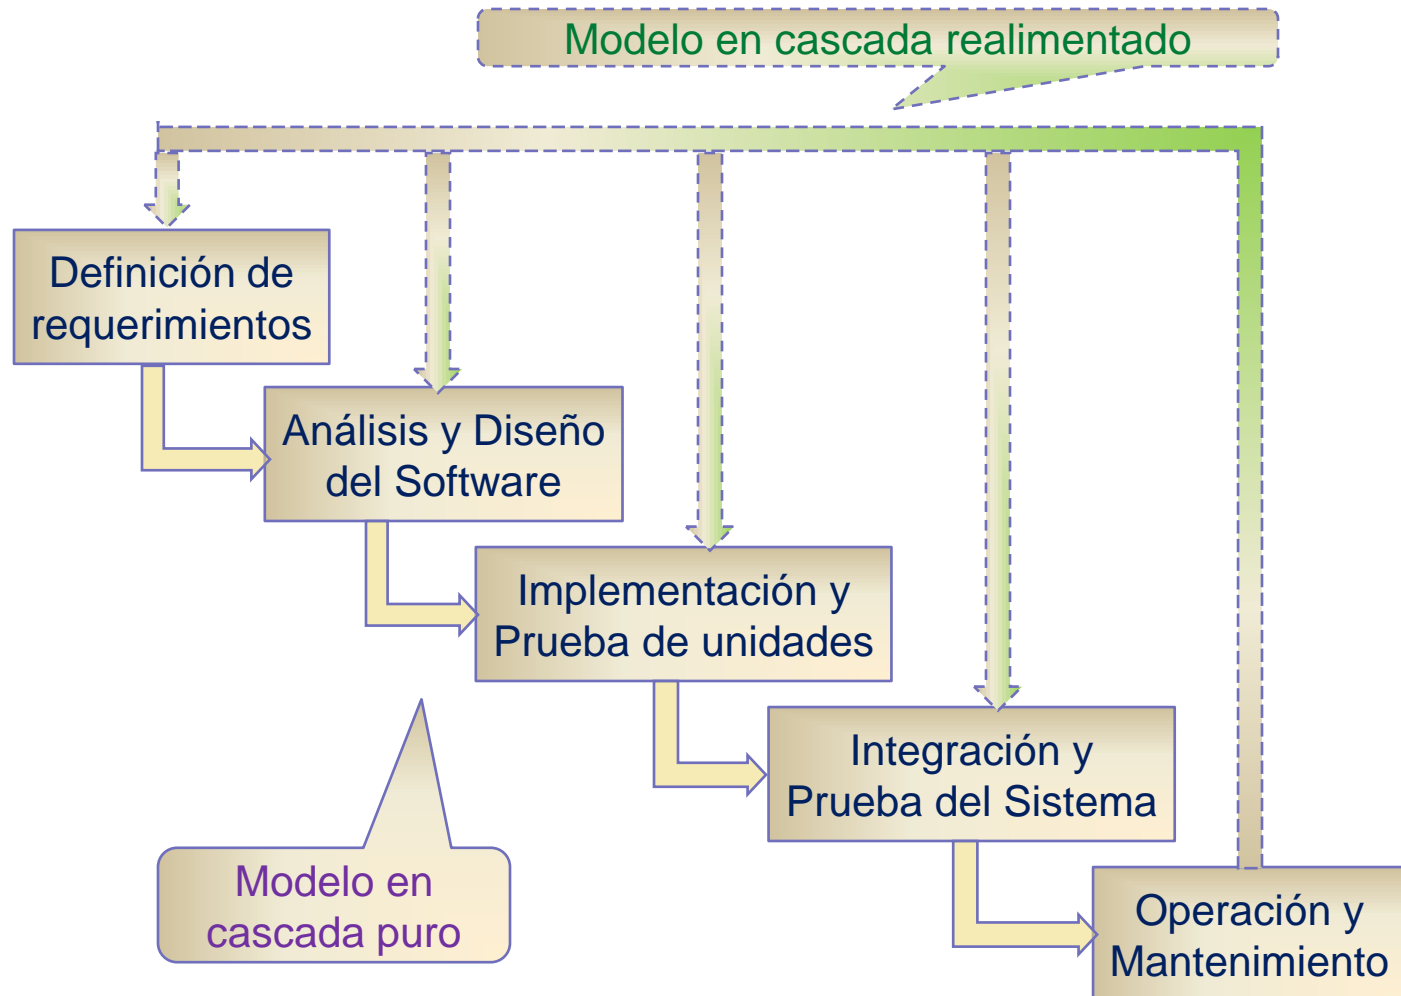 Modelo en cascada realimentado
Definición de
requerimientos
Análisis y Diseño
del Software
Implementación y
Prueba de unidades
Integración y
Prueba del Sistema
Modelo en
cascada puro
Operación y
Mantenimiento